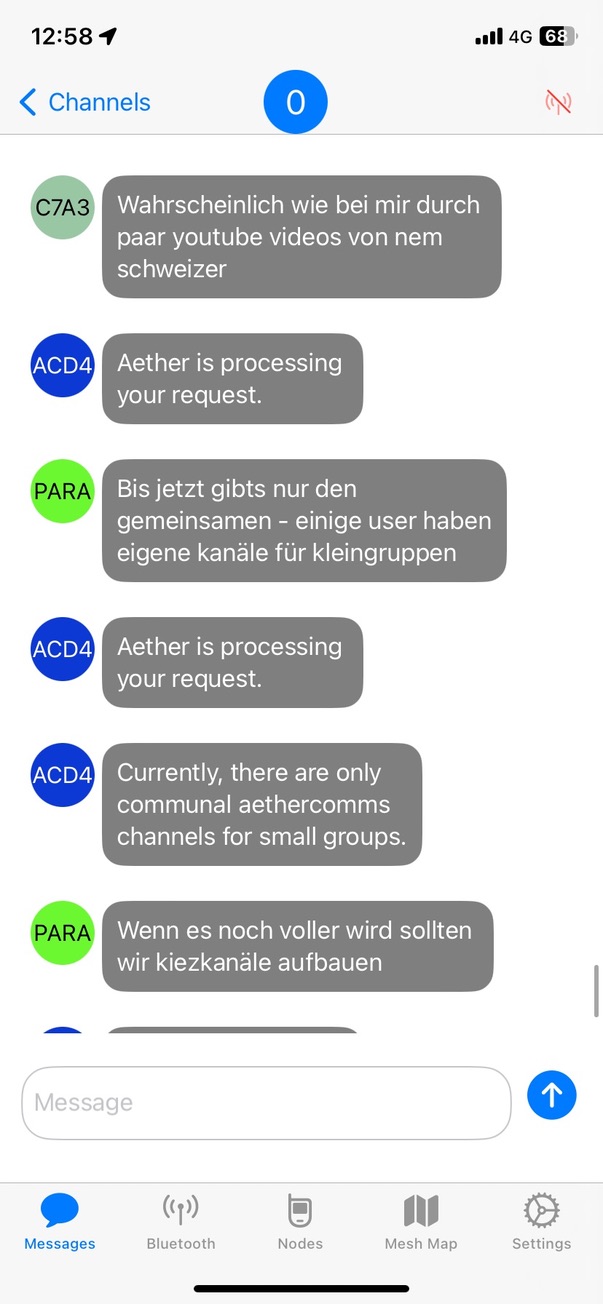 12:58
4G 68
Channels
0
C7A3
Wahrscheinlich wie bei mir durch
paar youtube videos von nem
schweizer
ACD4
Aether is processing
your request.
PARA
Bis jetzt gibts nur den
gemeinsamen - einige user haben
eigene kanäle für kleingruppen
ACD4
Aether is processing
your request.
ACD4
Currently, there are only
communal aethercomms
channels for small groups.
PARA
Wenn es noch voller wird sollten
wir kiezkanäle aufbauen
Message
Messages
Bluetooth
Nodes
Mesh Map
Settings